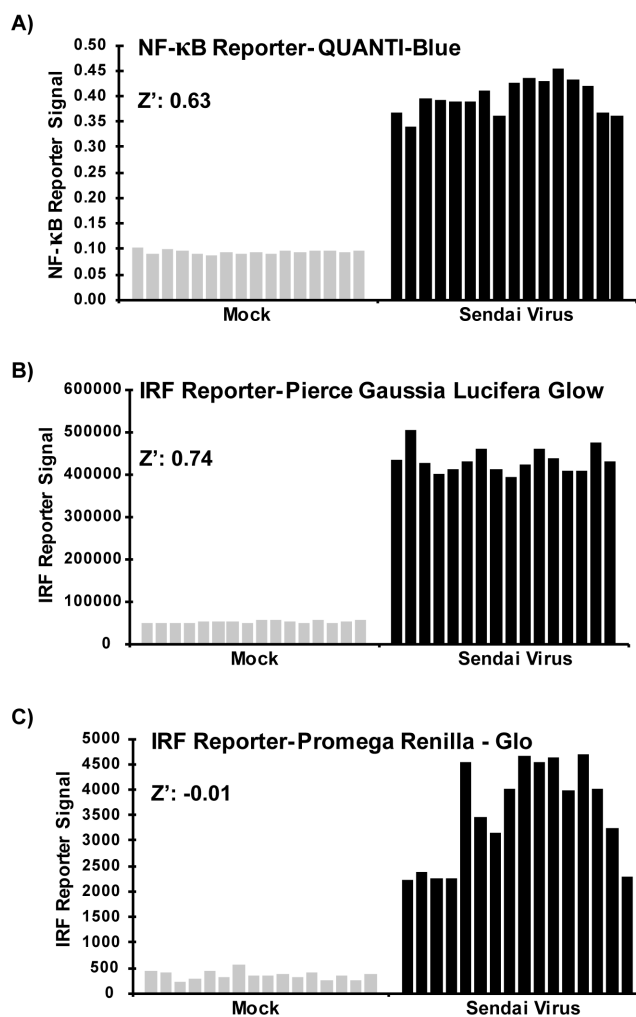 A)
NF-κB Reporter- QUANTI-Blue
Z': 0.63
NF-κB Reporter Signal
0.50
0.45
0.40
0.35
0.30
0.25
0.20
0.15
0.10
0.05
0.00
Mock Sendai Virus
B)
IRF Reporter-Pierce Gaussia Lucifera Glow
Z': 0.74
IRF Reporter Signal
600000
500000
400000
300000
200000
100000
0
Mock Sendai Virus
C)
IRF Reporter-Promega Renilla - Glo
Z': -0.01
IRF Reporter Signal
5000
4500
4000
3500
3000
2500
2000
1500
1000
500
0
Mock Sendai Virus